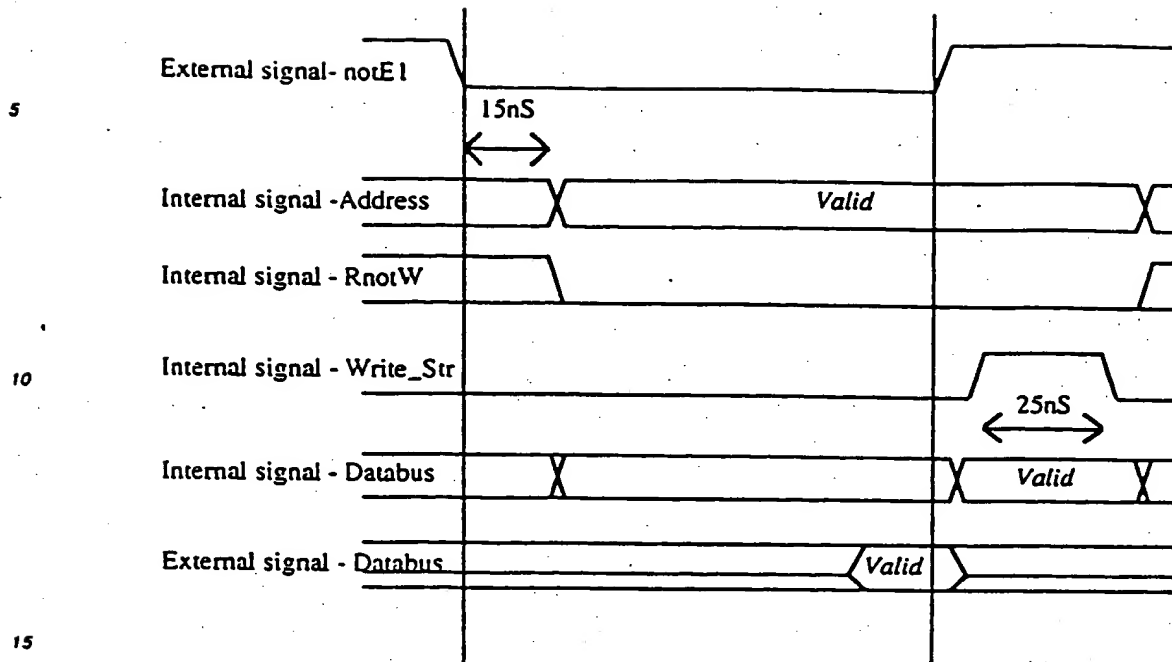 External signal- notE1
5
15nS
Internal signal -Address
Valid
Internal signal - RnotW
Internal signal - Write_Str
10
25nS
Internal signal - Databus
Valid
External signal - Databus
Valid
15